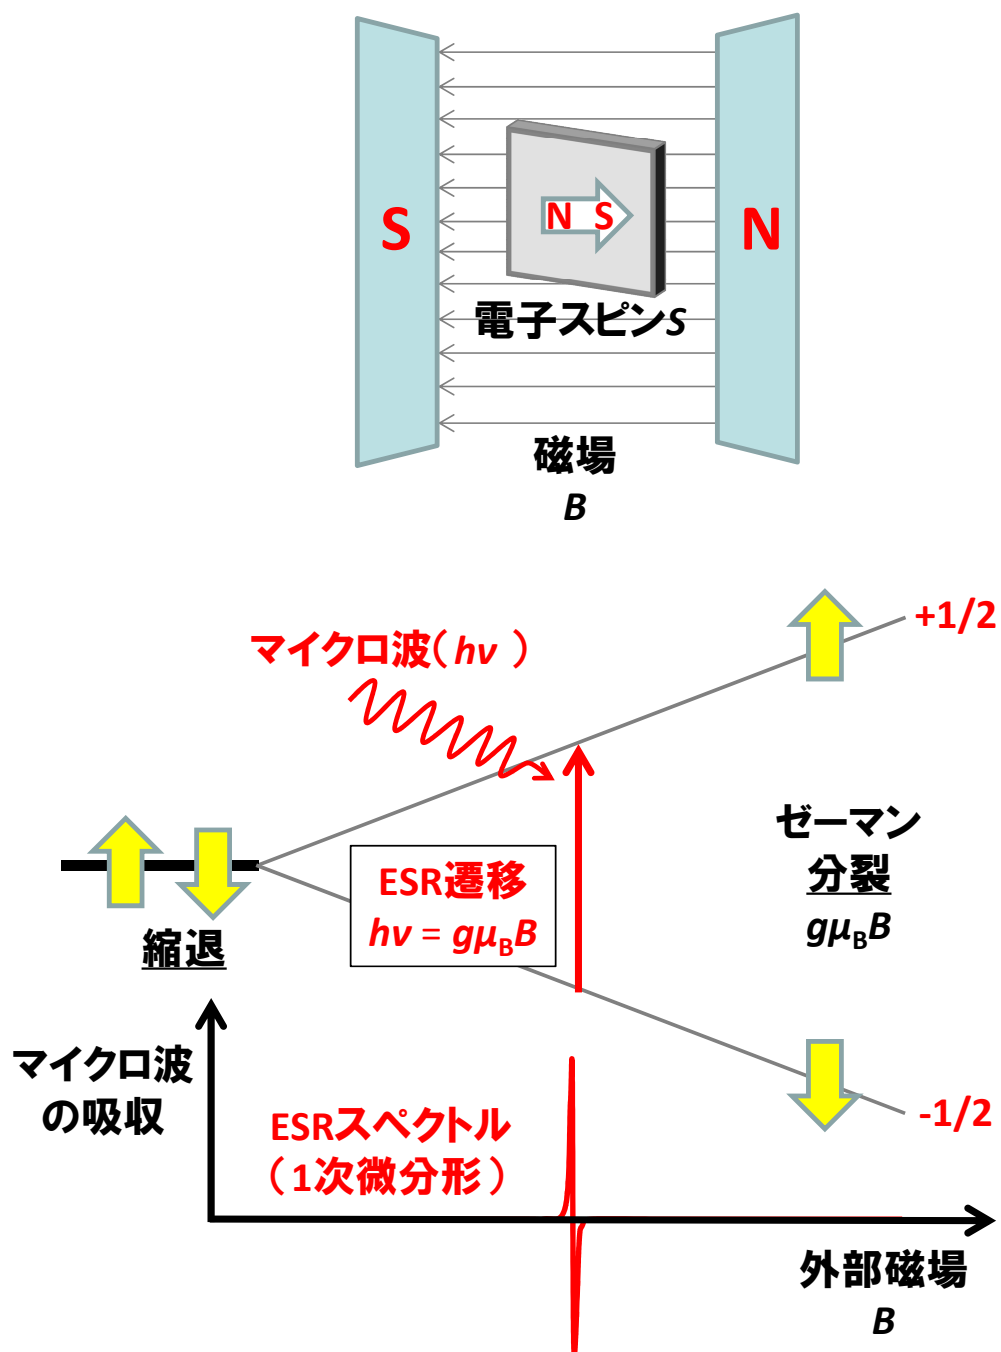 S
N S
N
電子スピンS
磁場
B
+1/2
マイクロ波(hν )
ゼーマン
分裂
gμBB
ESR遷移
hν = gμBB
縮退
マイクロ波
の吸収
-1/2
ESRスペクトル
(1次微分形)
外部磁場
B